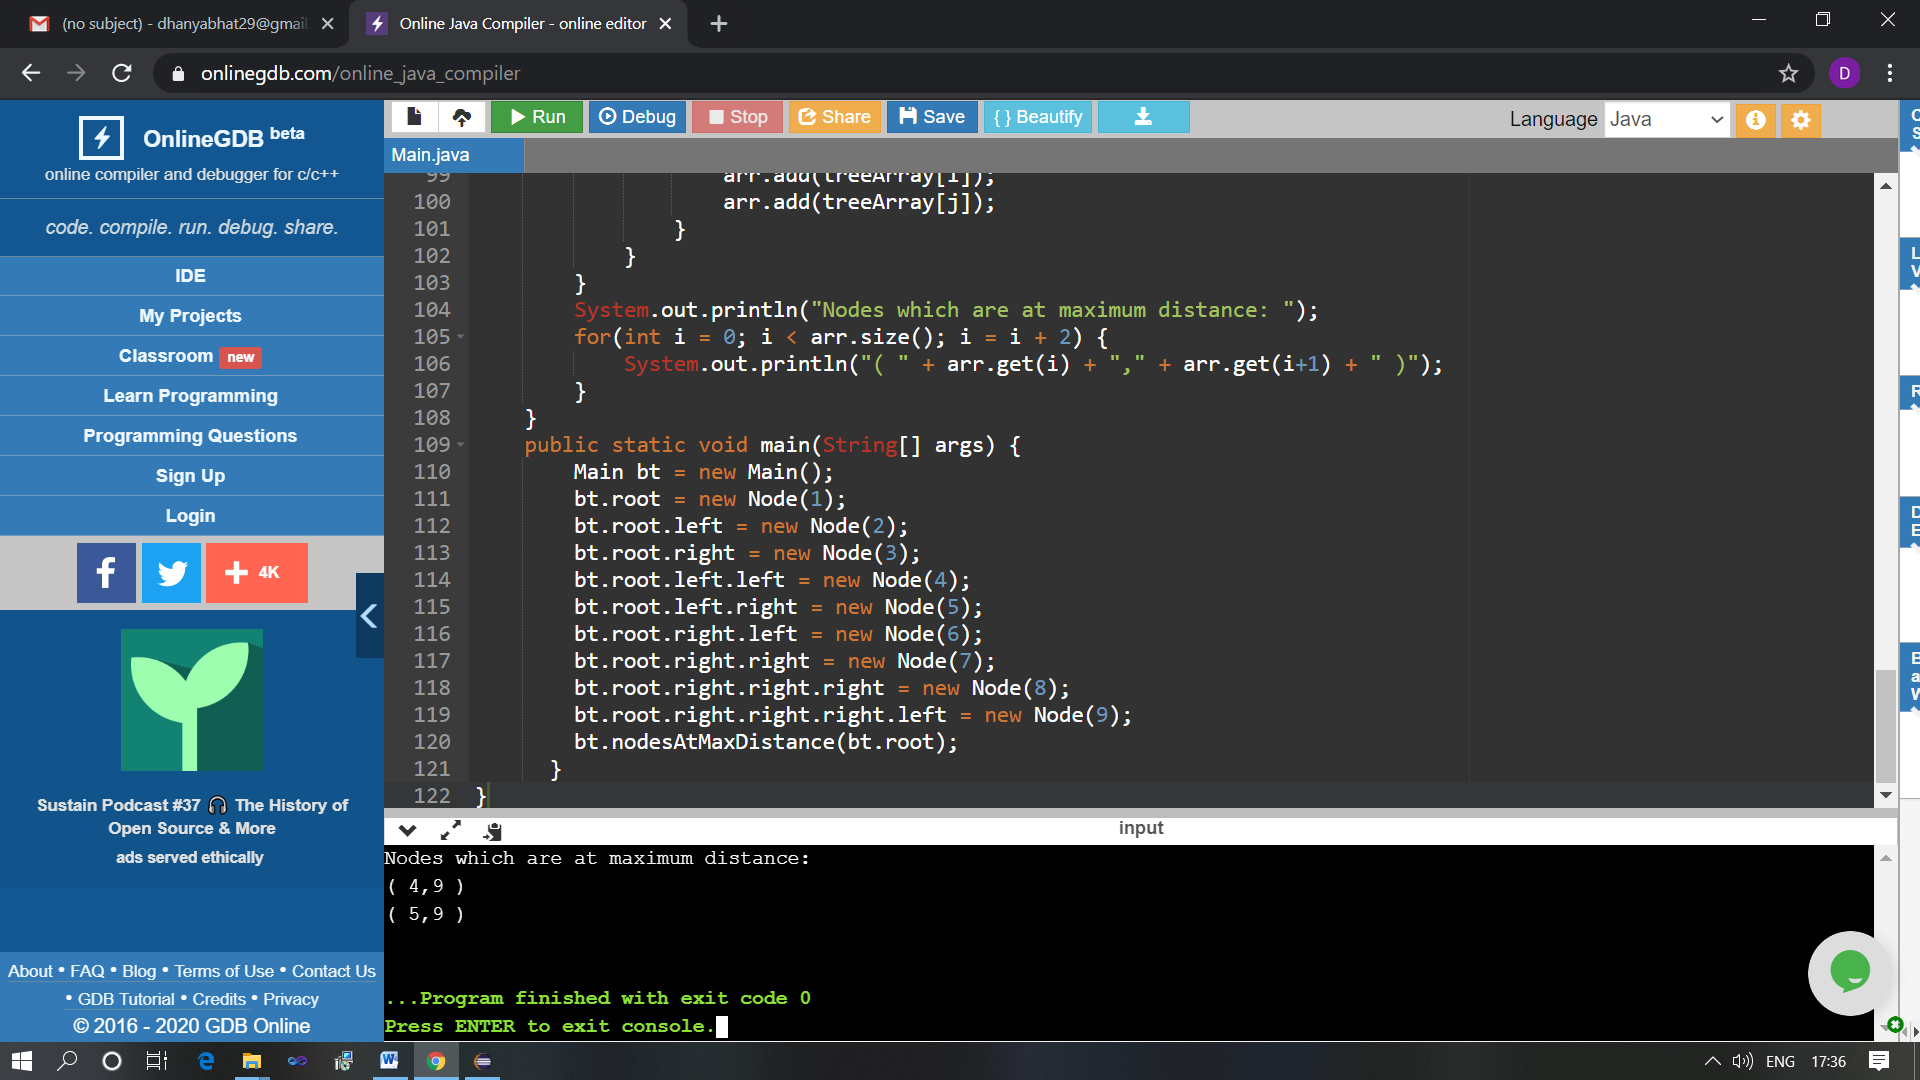 (no subject) - dhanyabhat29@gmai
Online Java Compiler - online editor
onlinegdb.com/online_java_compiler
D
OnlineGDB beta
online compiler and debugger for c/c++
code. compile. run. debug. share.
IDE
My Projects
Classroom new
Learn Programming
Programming Questions
Sign Up
Login
f
+ 4K
Sustain Podcast #37 🎧 The History of
Open Source & More
ads served ethically
About • FAQ • Blog • Terms of Use • Contact Us
• GDB Tutorial • Credits • Privacy
© 2016 - 2020 GDB Online
Run
Debug
Stop
Share
Save
{ } Beautify
Language Java
Main.java
99 arr.add(treeArray[i]);
100 arr.add(treeArray[j]);
101 }
102 }
103 }
104 System.out.println("Nodes which are at maximum distance: ");
105 for(int i = 0; i < arr.size(); i = i + 2) {
106 System.out.println("( " + arr.get(i) + "," + arr.get(i+1) + " )");
107 }
108 }
109 public static void main(String[] args) {
110 Main bt = new Main();
111 bt.root = new Node(1);
112 bt.root.left = new Node(2);
113 bt.root.right = new Node(3);
114 bt.root.left.left = new Node(4);
115 bt.root.left.right = new Node(5);
116 bt.root.right.left = new Node(6);
117 bt.root.right.right = new Node(7);
118 bt.root.right.right.right = new Node(8);
119 bt.root.right.right.right.left = new Node(9);
120 bt.nodesAtMaxDistance(bt.root);
121 }
122 }
input
Nodes which are at maximum distance:
( 4,9 )
( 5,9 )
...Program finished with exit code 0
Press ENTER to exit console.
ENG
17:36